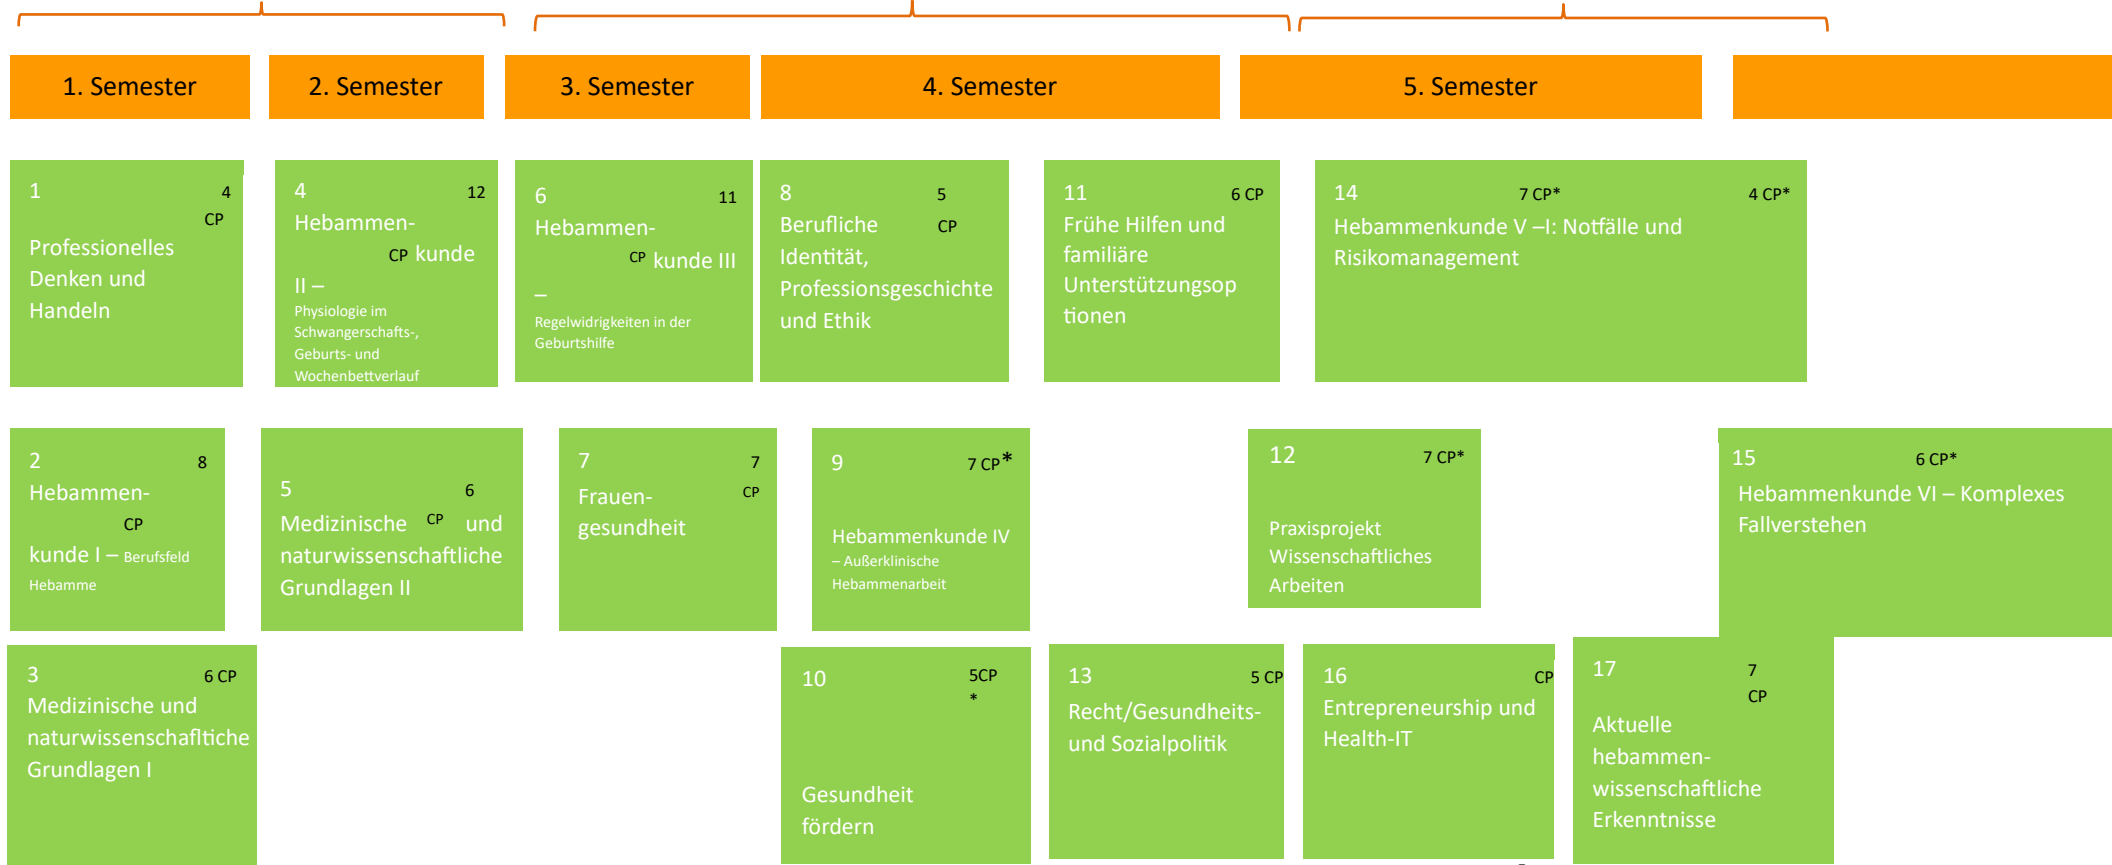 1. Semester
2. Semester
3. Semester
4. Semester
5. Semester
1 4
CP
Professionelles
Denken und
Handeln
4 12
Hebammen-
CP kunde
II –
Physiologie im
Schwangerschafts-,
Geburts- und
Wochenbettverlauf
6 11
Hebammen-
CP kunde III
–
Regelwidrigkeiten in der
Geburtshilfe
8 5
Berufliche CP
Identität,
Professionsgeschichte
und Ethik
11 6 CP
Frühe Hilfen und
familiäre
Unterstützungsop
tionen
14 7 CP* 4 CP*
Hebammenkunde V –I: Notfälle und
Risikomanagement
2 8
Hebammen-
CP
kunde I – Berufsfeld
Hebamme
5 6
Medizinische CP und
naturwissenschaftliche
Grundlagen II
7 7
Frauen- CP
gesundheit
9 7 CP*
Hebammenkunde IV
– Außerklinische
Hebammenarbeit
12 7 CP*
Praxisprojekt
Wissenschaftliches
Arbeiten
15 6 CP*
Hebammenkunde VI – Komplexes
Fallverstehen
3 6 CP
Medizinische und
naturwissenschafltiche
Grundlagen I
10 5CP
*
Gesundheit
fördern
13 5 CP
Recht/Gesundheits-
und Sozialpolitik
16 CP
Entrepreneurship und
Health-IT
17 7
CP
Aktuelle
hebammen-
wissenschaftliche
Erkenntnisse